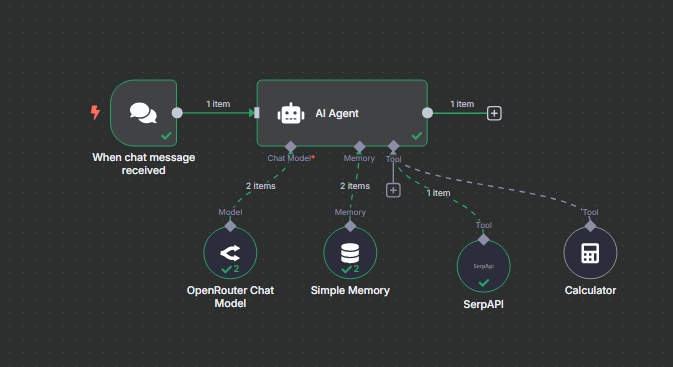 1 item
1 item
AI Agent
When chat message
received
Chat Model*
Memory
Tool
2 items
2 items
1 item
Model
Memory
Tool
Tool
2
2
SerpApi
OpenRouter Chat
Model
Simple Memory
SerpAPI
Calculator